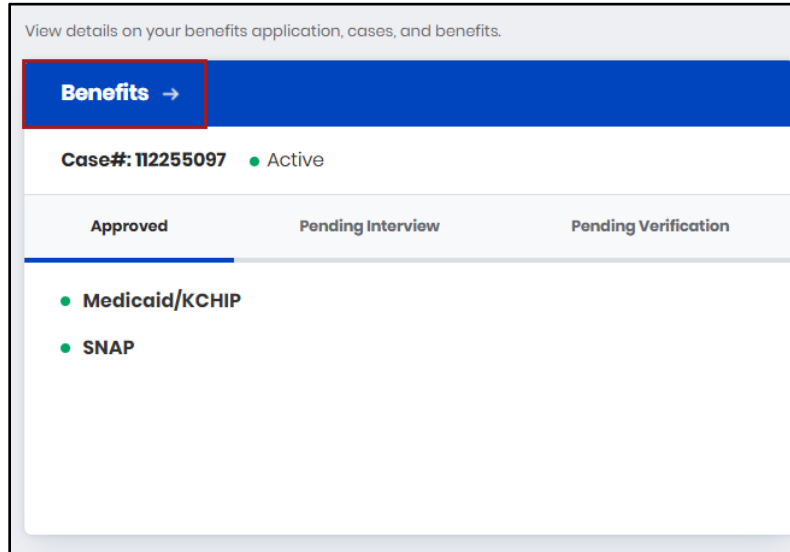 View details on your benefits application, cases, and benefits.
Benefits →
Case#: 112255097 ● Active
Approved Pending Interview Pending Verification
● Medicaid/KCHIP
● SNAP